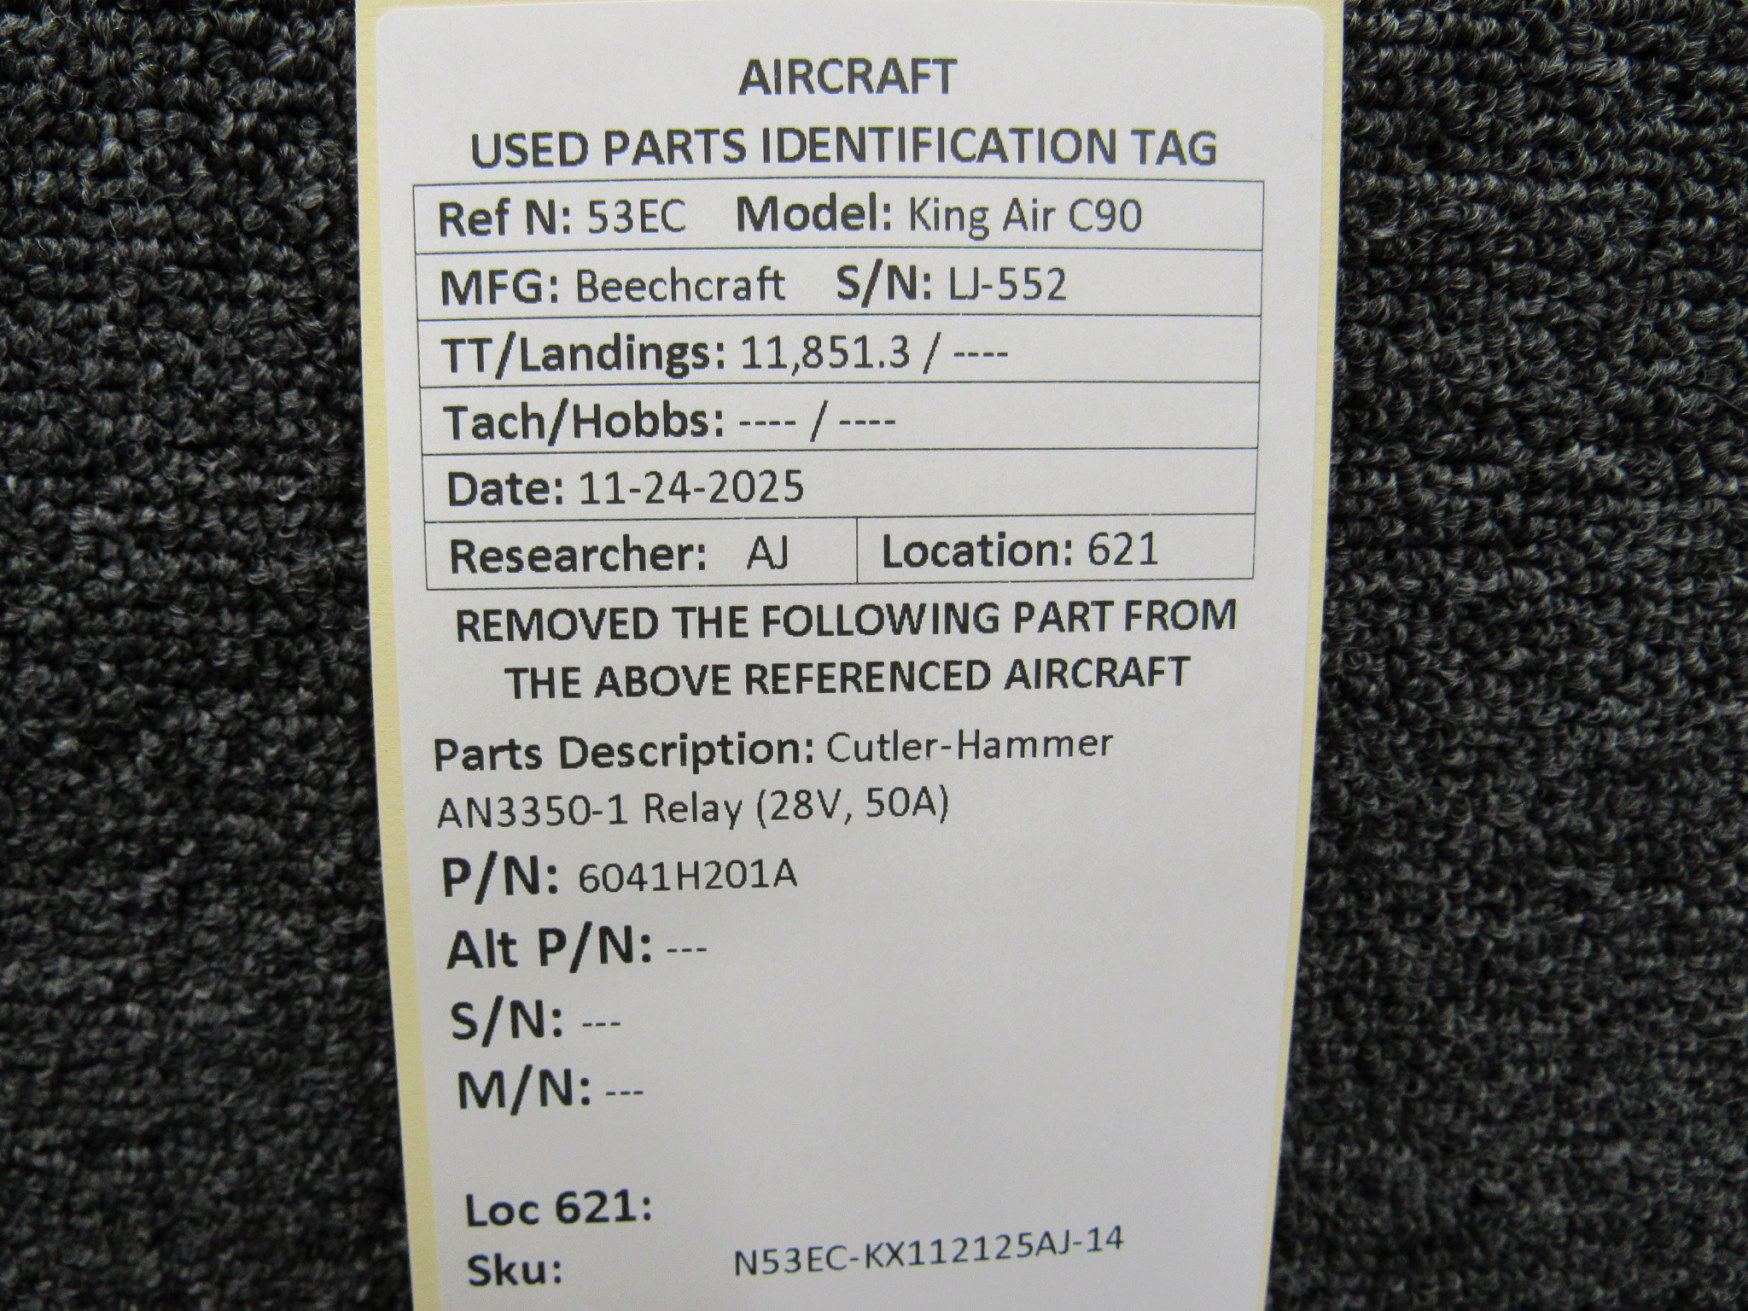 AIRCRAFT
USED PARTS IDENTIFICATION TAG
Ref N: 53EC Model: King Air C90
MFG: Beechcraft S/N: LJ-552
TT/Landings: 11,851.3 / ----
Tach/Hobbs: ---- / ----
Date: 11-24-2025
Researcher: AJ Location: 621
REMOVED THE FOLLOWING PART FROM
THE ABOVE REFERENCED AIRCRAFT
Parts Description: Cutler-Hammer
AN3350-1 Relay (28V, 50A)
P/N: 6041H201A
Alt P/N: ---
S/N: ---
M/N: ---
Loc 621:
Sku: N53EC-KX112125AJ-14